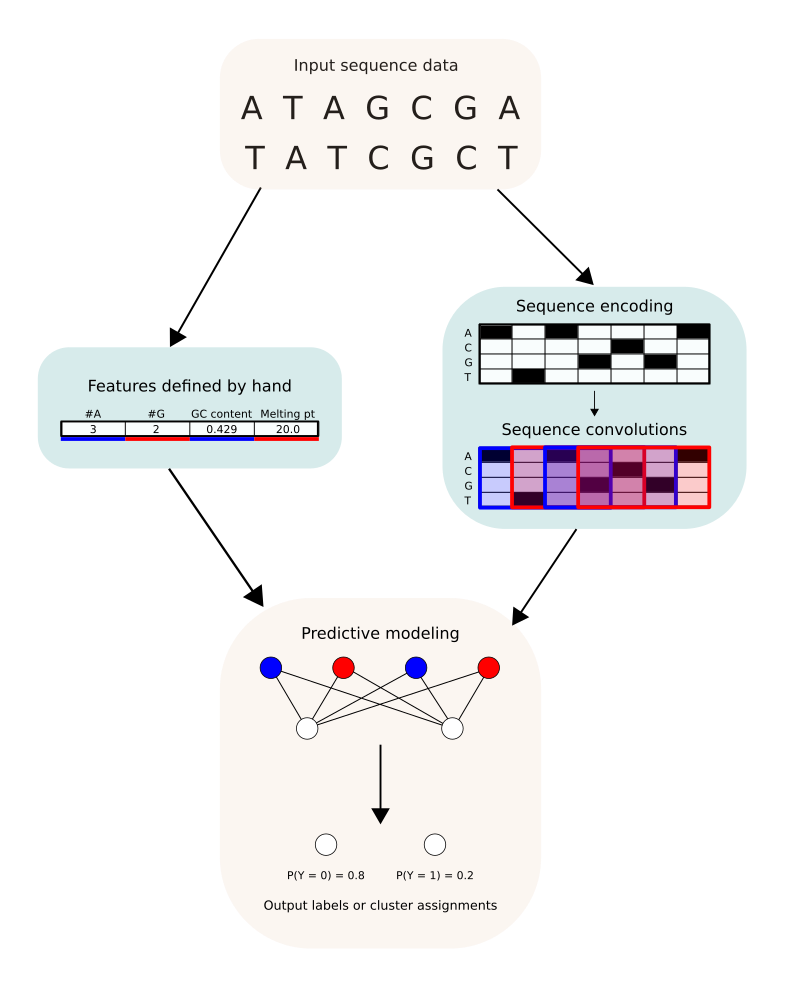 Input sequence data
A T A G C G A
T A T C G C T
Features defined by hand
#A #G GC content Melting pt
3 2 0.429 20.0
Sequence encoding
A
C
G
T
Sequence convolutions
A
C
G
T
Predictive modeling
P(Y = 0) = 0.8 P(Y = 1) = 0.2
Output labels or cluster assignments